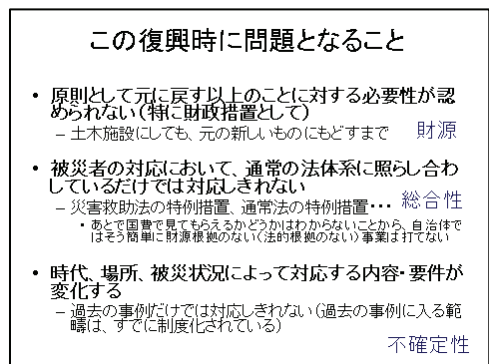 この復興時に問題となること
• 原則として元に戻す以上のことに対する必要性が認
められない（特に財政措置として）
– 土木施設にしても、元の新しいものにもどすまで 財源
• 被災者の対応において、通常の法体系に照らし合わ
しているだけでは対応しきれない
– 災害救助法の特例措置、通常法の特例措置・・・ 総合性
• あとで国費で見てもらえるかどうかはわからないことから、自治体で
はそう簡単に財源根拠のない（法的根拠のない）事業は打てない
• 時代、場所、被災状況によって対応する内容・要件が
変化する
– 過去の事例だけでは対応しきれない（過去の事例に入る範
疇は、すでに制度化されている）
不確定性